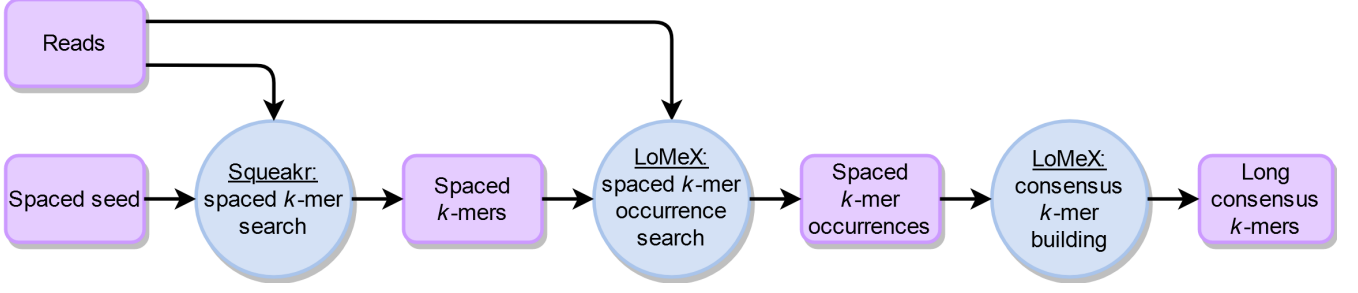 Reads
Spaced seed
Squeakr:
spaced k-mer
search
Spaced
k-mers
LoMeX:
spaced k-mer
occurrence
search
Spaced
k-mer
occurrences
LoMeX:
consensus
k-mer
building
Long
consensus
k-mers